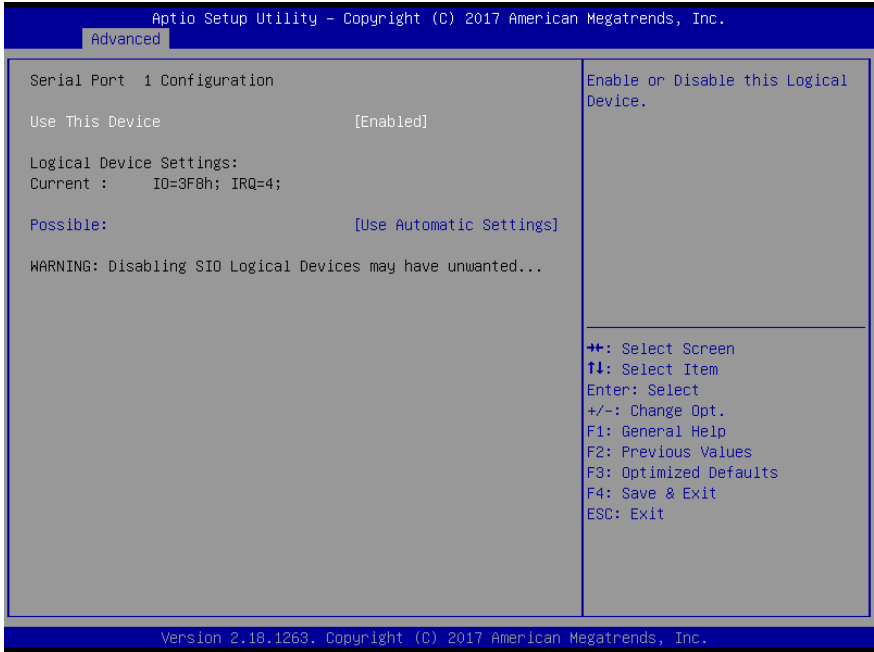 Aptio Setup Utility – Copyright (C) 2017 American Megatrends, Inc.
Advanced
Serial Port 1 Configuration
Use This Device [Enabled]
Logical Device Settings:
Current : IO=3F8h; IRQ=4;
Possible: [Use Automatic Settings]
WARNING: Disabling SIO Logical Devices may have unwanted...
Enable or Disable this Logical
Device.
→←: Select Screen
↑↓: Select Item
Enter: Select
+/-: Change Opt.
F1: General Help
F2: Previous Values
F3: Optimized Defaults
F4: Save & Exit
ESC: Exit
Version 2.18.1263. Copyright (C) 2017 American Megatrends, Inc.